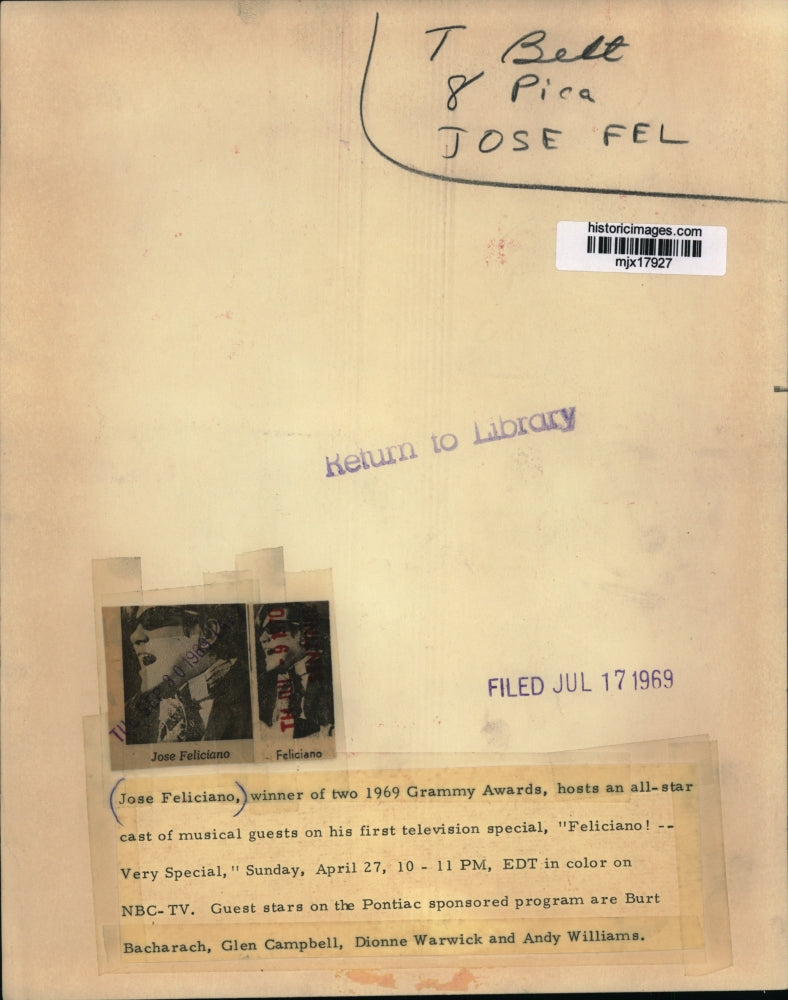 T Belt
8 Pica
JOSE FEL
historicimages.com
mjx17927
Return to Library
FILED JUL 17 1969
Jose Feliciano
Feliciano
Jose Feliciano, winner of two 1969 Grammy Awards, hosts an all-star
cast of musical guests on his first television special, "Feliciano! --
Very Special," Sunday, April 27, 10 - 11 PM, EDT in color on
NBC-TV. Guest stars on the Pontiac sponsored program are Burt
Bacharach, Glen Campbell, Dionne Warwick and Andy Williams.